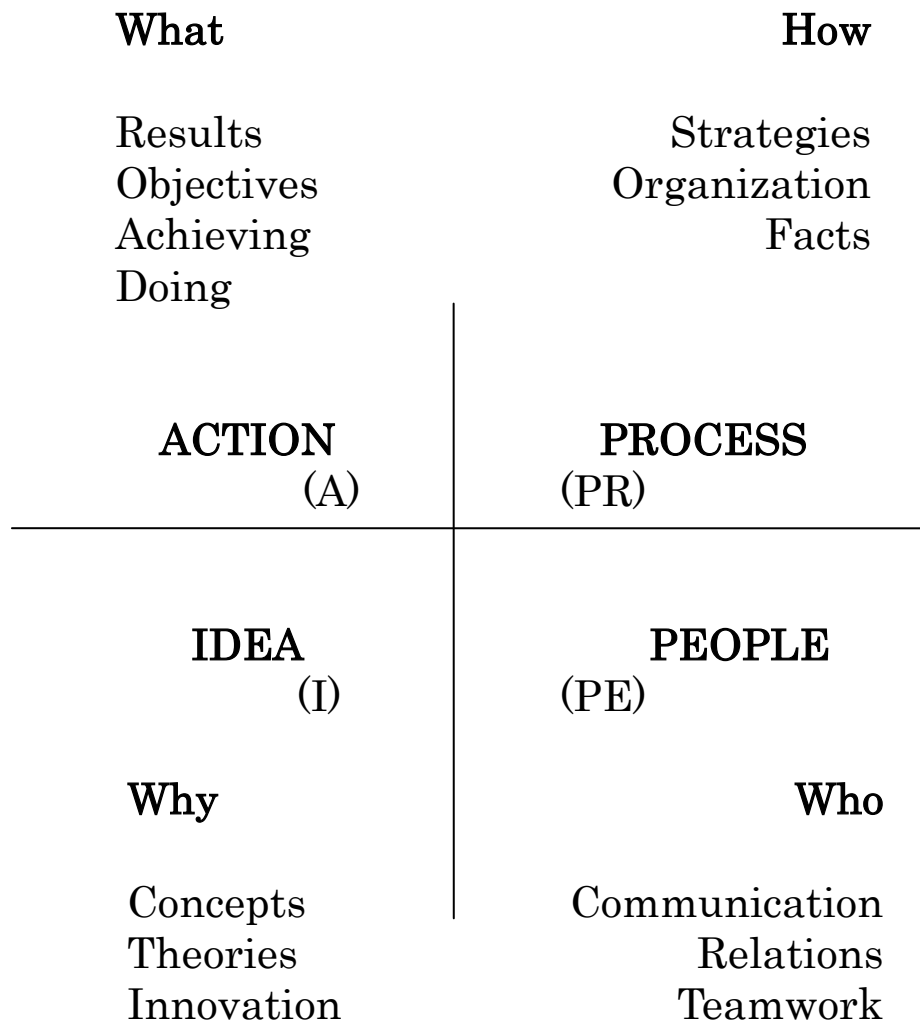 What
How
Results
Objectives
Achieving
Doing
Strategies
Organization
Facts
ACTION
(A)
PROCESS
(PR)
IDEA
(I)
PEOPLE
(PE)
Why
Who
Concepts
Theories
Innovation
Communication
Relations
Teamwork